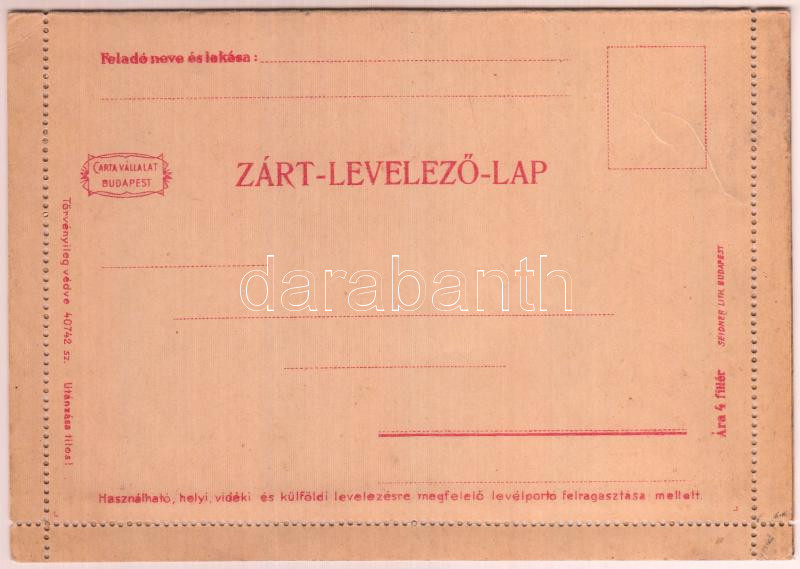 Feladó neve és lakása:
CARTA VÁLLALAT
BUDAPEST
ZÁRT-LEVELEZŐ-LAP
Törvényileg védve 40742 sz. Utánzása tilos!
darabanth
Ára 4 fillér
SEIDNER LITH. BUDAPEST
Használható, helyi, vidéki és külföldi levelezésre megfelelő levélportó felragasztása mellett.